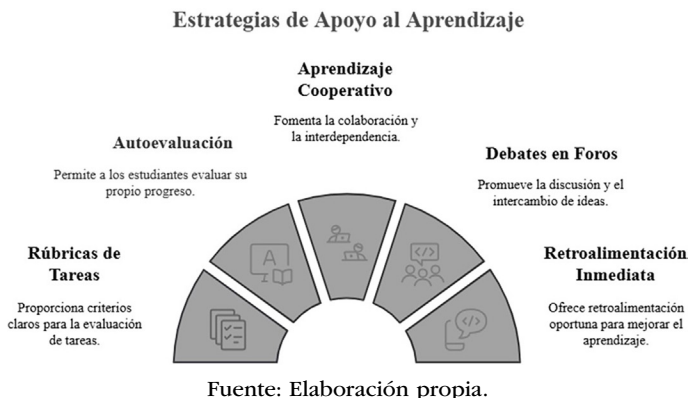 Estrategias de Apoyo al Aprendizaje
Aprendizaje
Cooperativo
Fomenta la colaboración y
la interdependencia.
Autoevaluación
Permite a los estudiantes evaluar su
propio progreso.
Debates en Foros
Promueve la discusión y el
intercambio de ideas.
Rúbricas de
Tareas
Proporciona criterios
claros para la evaluación
de tareas.
Retroalimentación
Inmediata
Ofrece retroalimentación
oportuna para mejorar el
aprendizaje.
A
</>
</>
Fuente: Elaboración propia.